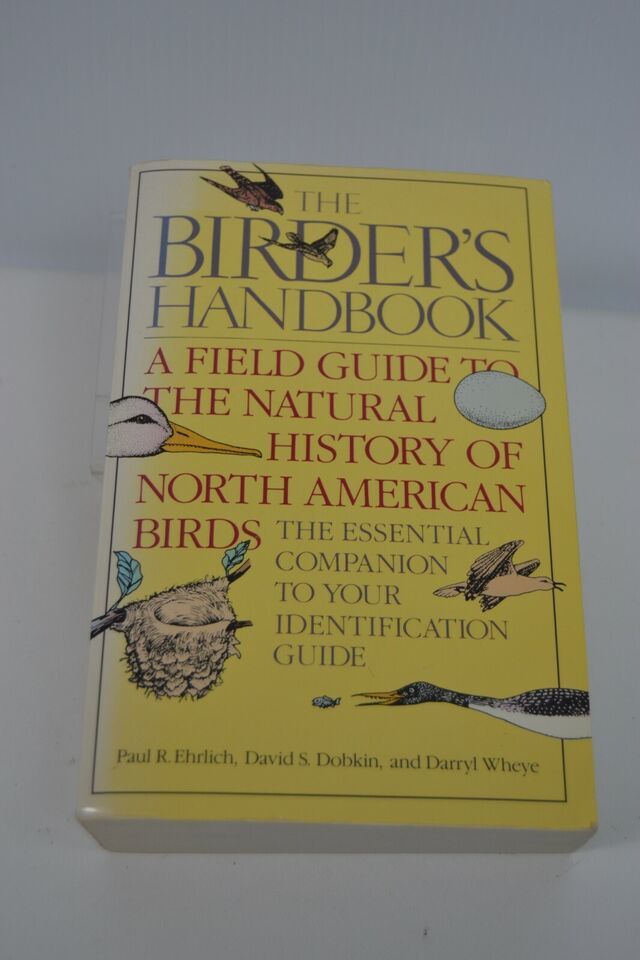 THE
BIRDER'S
HANDBOOK
A FIELD GUIDE TO
THE NATURAL
HISTORY OF
NORTH AMERICAN
BIRDS
THE ESSENTIAL
COMPANION
TO YOUR
IDENTIFICATION
GUIDE
Paul R. Ehrlich, David S. Dobkin, and Darryl Wheye